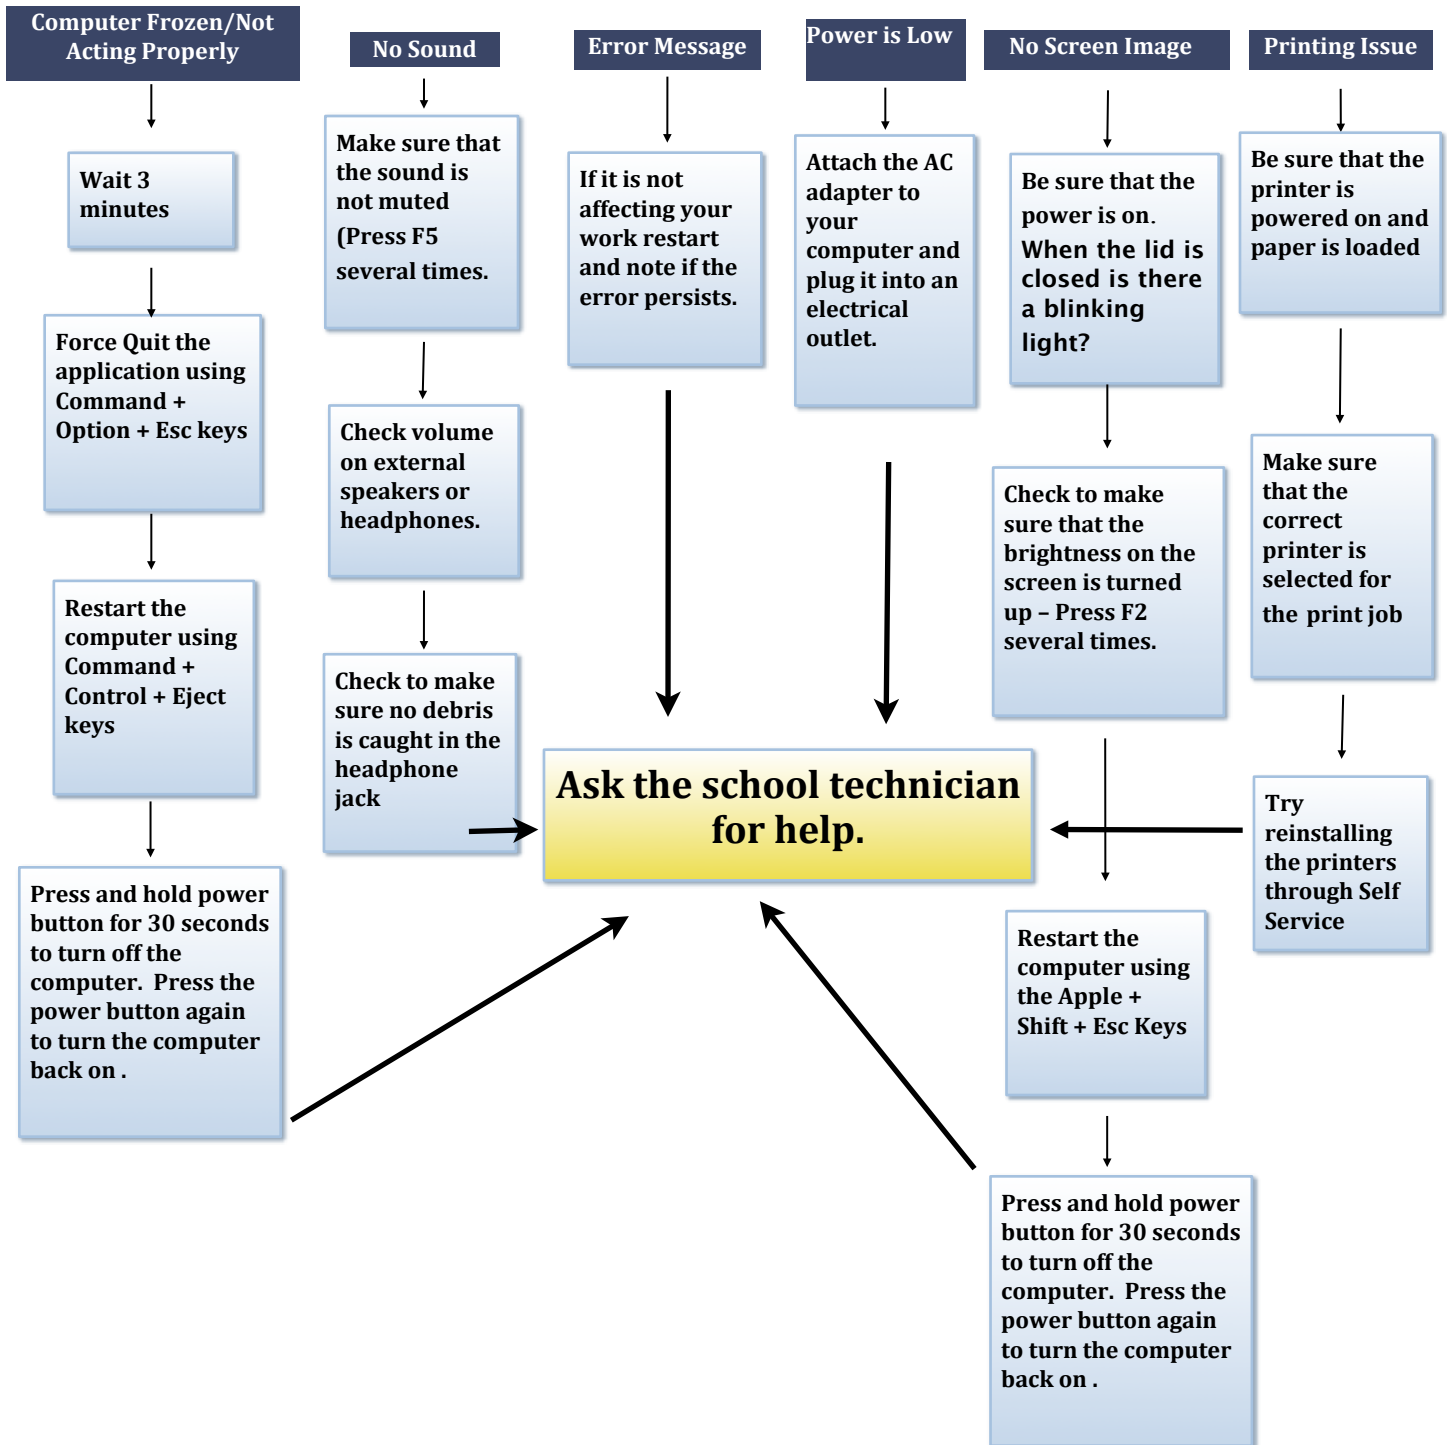 Computer Frozen/Not
Acting Properly
Wait 3
minutes
Force Quit the
application using
Command +
Option + Esc keys
Restart the
computer using
Command +
Control + Eject
keys
Press and hold power
button for 30 seconds
to turn off the
computer.  Press the
power button again
to turn the computer
back on .
No Sound
Make sure that
the sound is
not muted
(Press F5
several times.
Check volume
on external
speakers or
headphones.
Check to make
sure no debris
is caught in the
headphone
jack
Error Message
If it is not
affecting your
work restart
and note if the
error persists.
Power is Low
Attach the AC
adapter to
your
computer and
plug it into an
electrical
outlet.
No Screen Image
Be sure that the
power is on.
When the lid is
closed is there
a blinking
light?
Check to make
sure that the
brightness on the
screen is turned
up – Press F2
several times.
Restart the
computer using
the Apple +
Shift + Esc Keys
Press and hold power
button for 30 seconds
to turn off the
computer.  Press the
power button again
to turn the computer
back on .
Printing Issue
Be sure that the
printer is
powered on and
paper is loaded
Make sure
that the
correct
printer is
selected for
the print job
Try
reinstalling
the printers
through Self
Service
Ask the school technician
for help.